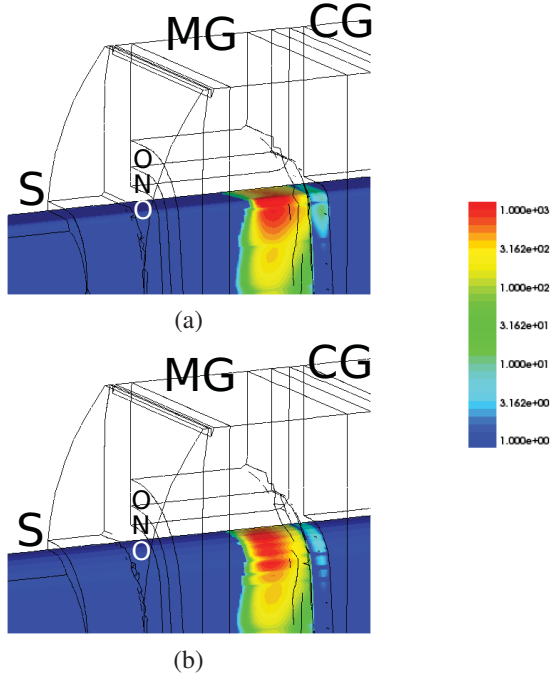 MG CG
S
O
N
O
(a)
1.000e+03
3.162e+02
1.000e+02
3.162e+01
1.000e+01
3.162e+00
1.000e+00
MG CG
S
O
N
O
(b)